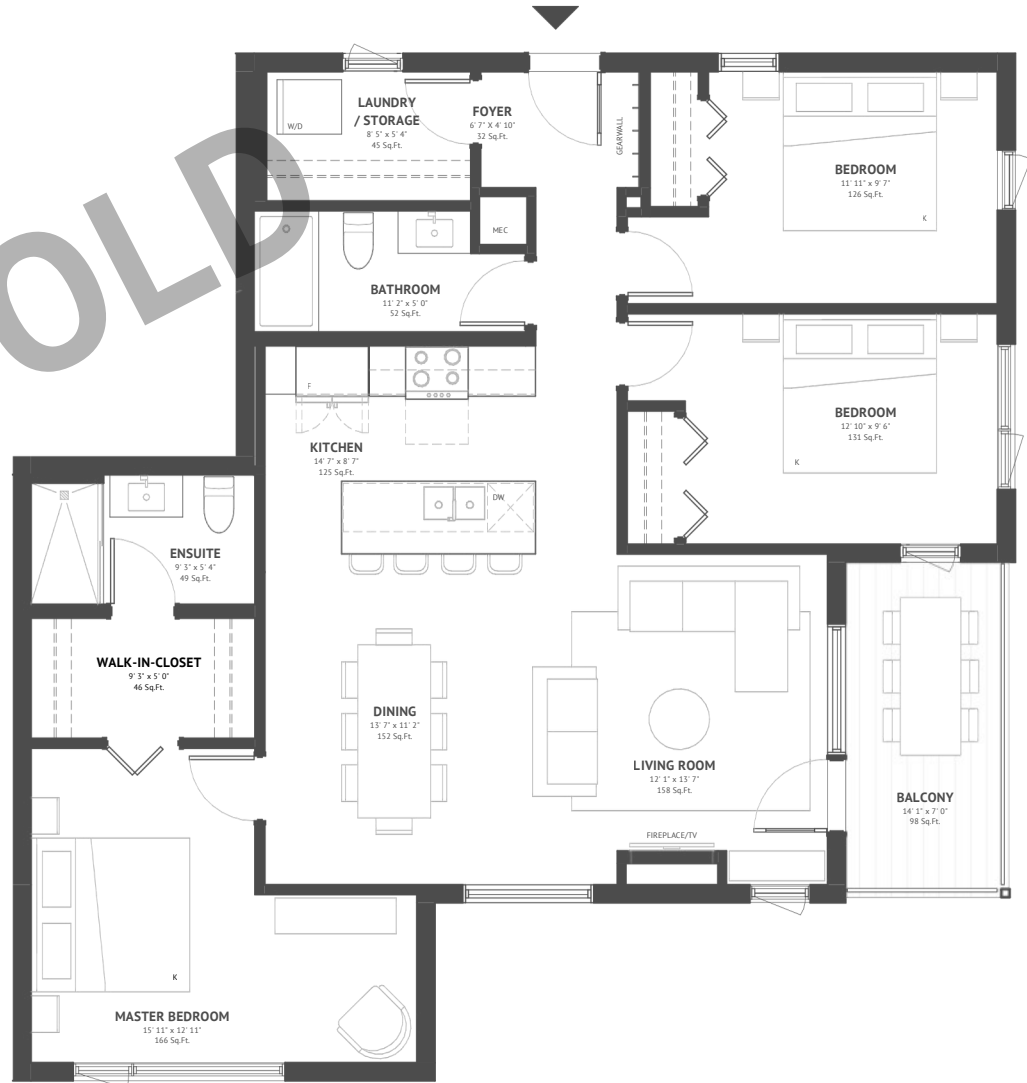 LAUNDRY
/ STORAGE
8' 5" x 5' 4"
45 Sq.Ft.
W/D
FOYER
6' 7" X 4' 10"
32 Sq.Ft.
GEARWALL
BEDROOM
11' 11" x 9' 7"
126 Sq.Ft.
K
MEC
BATHROOM
11' 2" x 5' 0"
52 Sq.Ft.
OLD
F
KITCHEN
14' 7" x 8' 7"
125 Sq.Ft.
BEDROOM
12' 10" x 9' 6"
131 Sq.Ft.
K
DW
ENSUITE
9' 3" x 5' 4"
49 Sq.Ft.
WALK-IN-CLOSET
9' 3" x 5' 0"
46 Sq.Ft.
DINING
13' 7" x 11' 2"
152 Sq.Ft.
LIVING ROOM
12' 1" x 13' 7"
158 Sq.Ft.
BALCONY
14' 1" x 7' 0"
98 Sq.Ft.
FIREPLACE/TV
K
MASTER BEDROOM
15' 11" x 12' 11"
166 Sq.Ft.